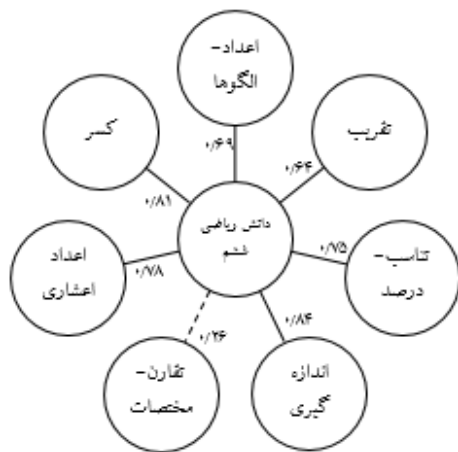 اعداد-
الگوها
تقریب
کسر
۰/۶۹
۰/۶۴
۰/۸۱
دانش ریاضی
ششم
تناسب-
درصد
۰/۷۵
اعداد
اعشاری
۰/۷۸
۰/۸۴
۰/۲۶
اندازه
گیری
تقارن-
مختصات